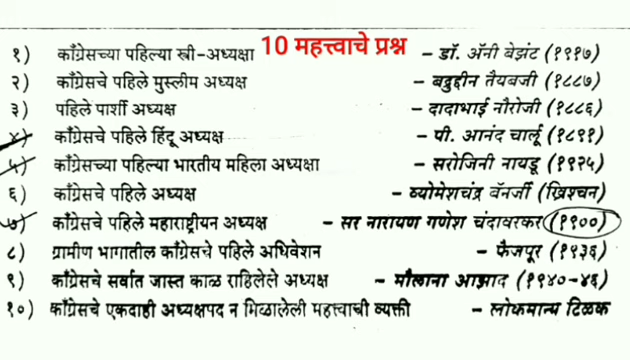 10 महत्त्वाचे प्रश्न
१) काँग्रेसच्या पहिल्या स्त्री-अध्यक्षा – डॉ. ॲनी बेझंट (१९१७)
२) काँग्रेसचे पहिले मुस्लीम अध्यक्ष – बद्रुद्दीन तैयबजी (१८८७)
३) पहिले पार्शी अध्यक्ष – दादाभाई नौरोजी (१८८६)
४) काँग्रेसचे पहिले हिंदू अध्यक्ष – पी. आनंद चार्लू (१८९१)
५) काँग्रेसच्या पहिल्या भारतीय महिला अध्यक्षा – सरोजिनी नायडू (१९२५)
६) काँग्रेसचे पहिले अध्यक्ष – व्योमेशचंद्र बॅनर्जी (ख्रिश्चन)
७) काँग्रेसचे पहिले महाराष्ट्रीयन अध्यक्ष – सर नारायण गणेश चंदावरकर (१९००)
८) ग्रामीण भागातील काँग्रेसचे पहिले अधिवेशन – फैजपूर (१९३६)
९) काँग्रेसचे सर्वात जास्त काळ राहिलेले अध्यक्ष – मौलाना आझाद (१९४०-४६)
१०) काँग्रेसचे एकदाही अध्यक्षपद न मिळालेली महत्त्वाची व्यक्ती – लोकमान्य टिळक